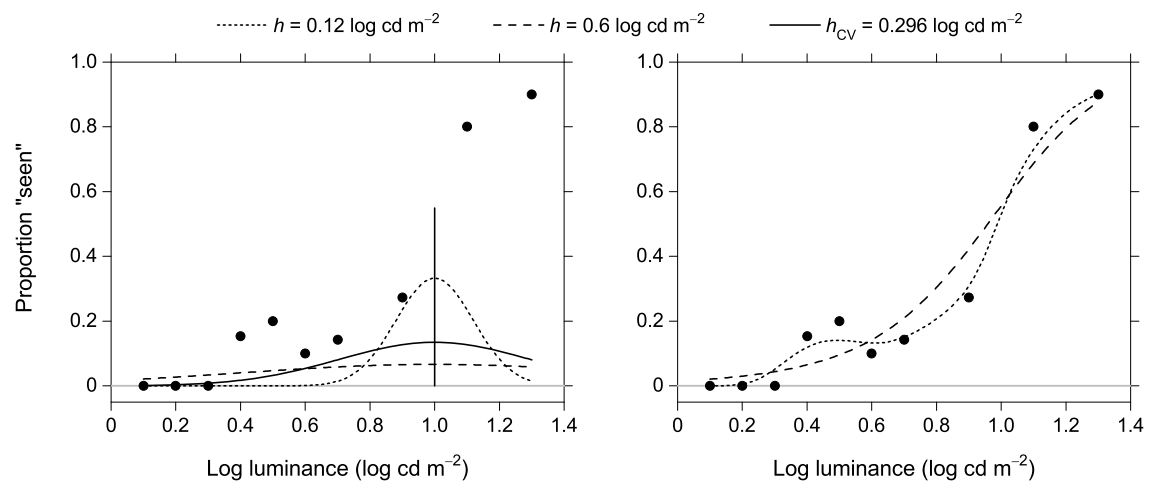 h = 0.12 log cd m⁻² h = 0.6 log cd m⁻² h_CV = 0.296 log cd m⁻²
Proportion "seen"
1.0
0.8
0.6
0.4
0.2
0
0 0.2 0.4 0.6 0.8 1.0 1.2 1.4
Log luminance (log cd m⁻²)
1.0
0.8
0.6
0.4
0.2
0
0 0.2 0.4 0.6 0.8 1.0 1.2 1.4
Log luminance (log cd m⁻²)